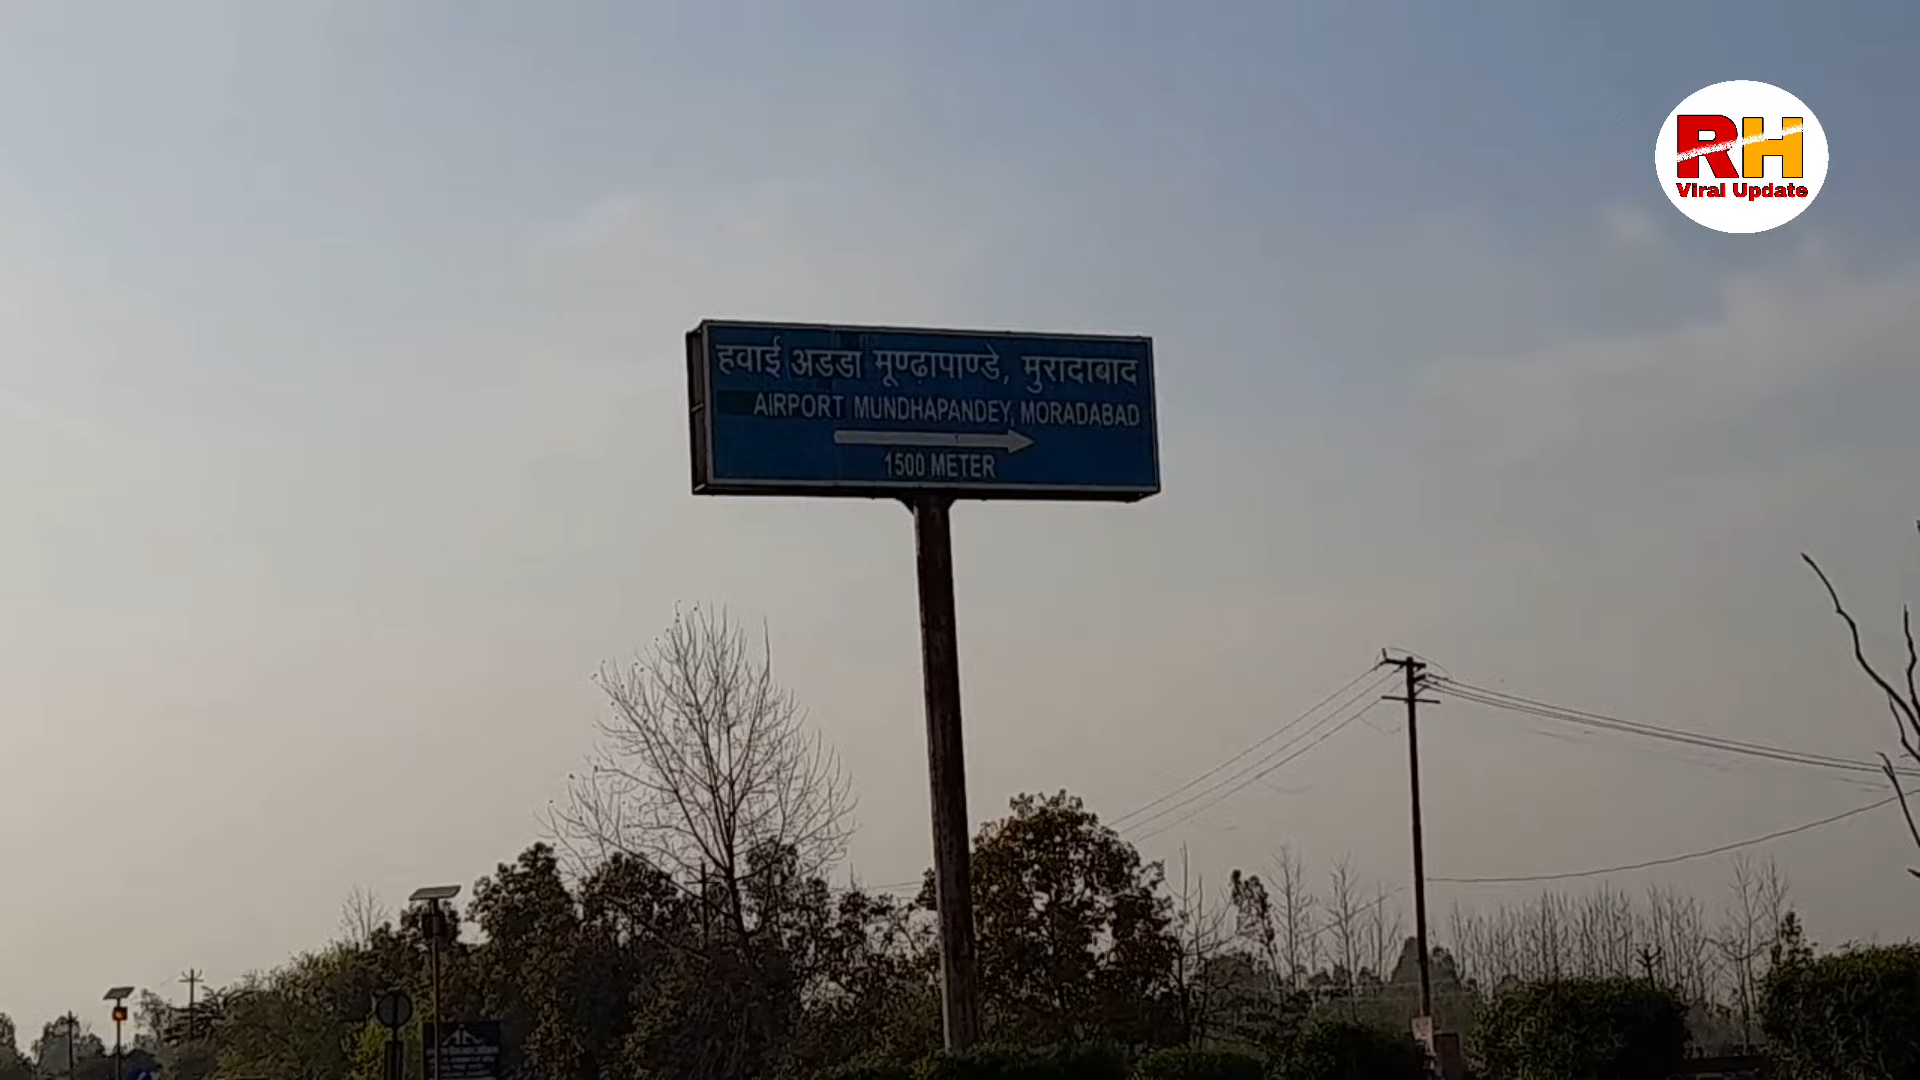 हवाई अडडा मूण्ढापाण्डे, मुरादाबाद
AIRPORT MUNDHAPANDEY, MORADABAD
1500 METER
RH
Viral Update